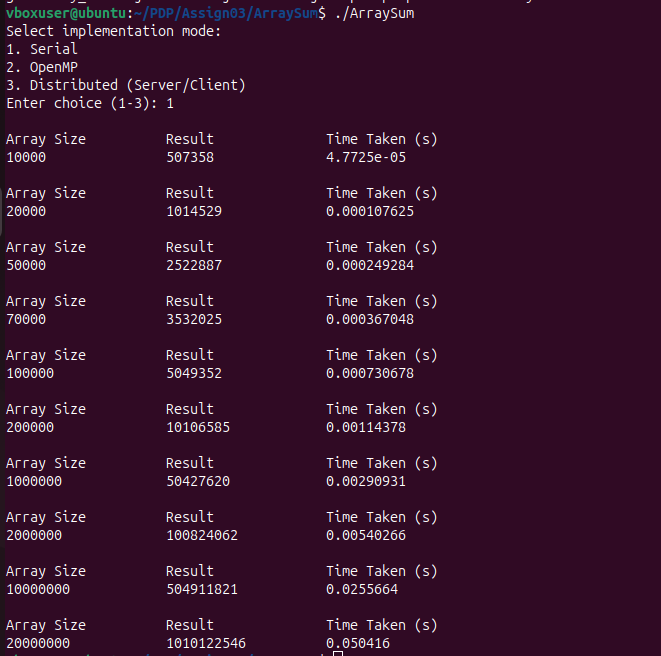 vboxuser@ubuntu:~/PDP/Assign03/ArraySum$ ./ArraySum
Select implementation mode:
1. Serial
2. OpenMP
3. Distributed (Server/Client)
Enter choice (1-3): 1
Array Size Result Time Taken (s)
10000 507358 4.7725e-05
Array Size Result Time Taken (s)
20000 1014529 0.000107625
Array Size Result Time Taken (s)
50000 2522887 0.000249284
Array Size Result Time Taken (s)
70000 3532025 0.000367048
Array Size Result Time Taken (s)
100000 5049352 0.000730678
Array Size Result Time Taken (s)
200000 10106585 0.00114378
Array Size Result Time Taken (s)
1000000 50427620 0.00290931
Array Size Result Time Taken (s)
2000000 100824062 0.00540266
Array Size Result Time Taken (s)
10000000 504911821 0.0255664
Array Size Result Time Taken (s)
20000000 1010122546 0.050416